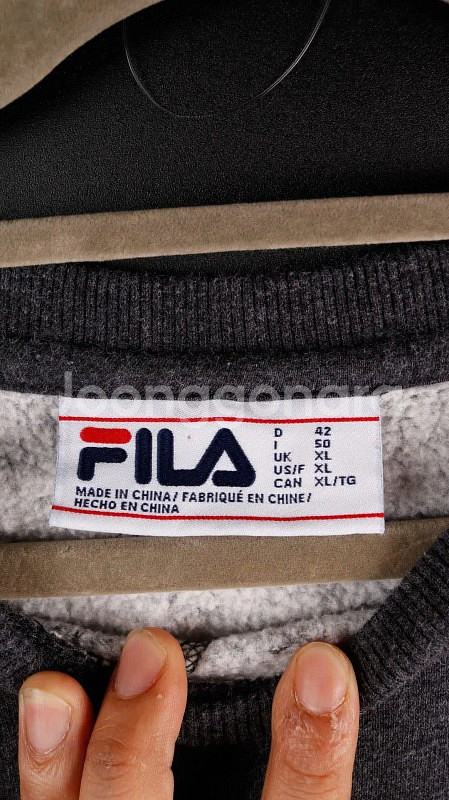 joonggonara
FILA
D 42
I 50
UK XL
US/F XL
CAN XL/TG
MADE IN CHINA / FABRIQUÉ EN CHINE /
HECHO EN CHINA